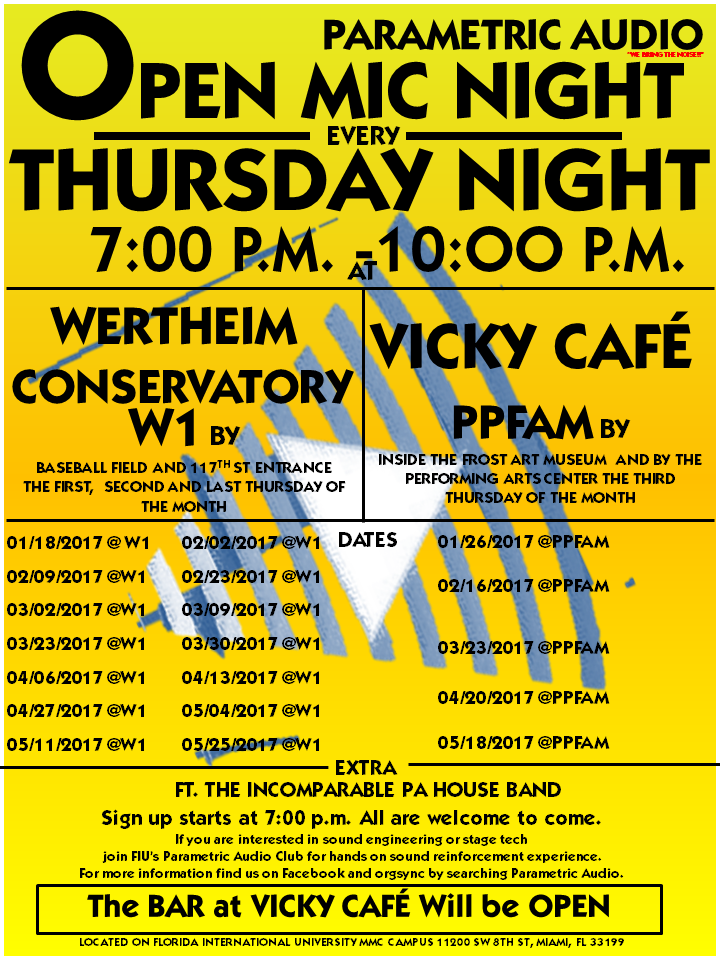 PARAMETRIC AUDIO
"WE BRING THE NOISE!!"
OPEN MIC NIGHT
EVERY
THURSDAY NIGHT
7:00 P.M. -10:00 P.M.
AT
WERTHEIM
CONSERVATORY
W1 BY
BASEBALL FIELD AND 117TH ST ENTRANCE
THE FIRST, SECOND AND LAST THURSDAY OF
THE MONTH
VICKY CAFÉ
PPFAM BY
INSIDE THE FROST ART MUSEUM AND BY THE
PERFORMING ARTS CENTER THE THIRD
THURSDAY OF THE MONTH
DATES
01/18/2017 @ W1 02/02/2017 @W1 01/26/2017 @PPFAM
02/09/2017 @W1 02/23/2017 @W1 02/16/2017 @PPFAM
03/02/2017 @W1 03/09/2017 @W1
03/23/2017 @W1 03/30/2017 @W1 03/23/2017 @PPFAM
04/06/2017 @W1 04/13/2017 @W1 04/20/2017 @PPFAM
04/27/2017 @W1 05/04/2017 @W1
05/11/2017 @W1 05/25/2017 @W1 05/18/2017 @PPFAM
EXTRA
FT. THE INCOMPARABLE PA HOUSE BAND
Sign up starts at 7:00 p.m. All are welcome to come.
If you are interested in sound engineering or stage tech
join FIU's Parametric Audio Club for hands on sound reinforcement experience.
For more information find us on Facebook and orgsync by searching Parametric Audio.
The BAR at VICKY CAFÉ Will be OPEN
LOCATED ON FLORIDA INTERNATIONAL UNIVERSITY MMC CAMPUS 11200 SW 8TH ST, MIAMI, FL 33199